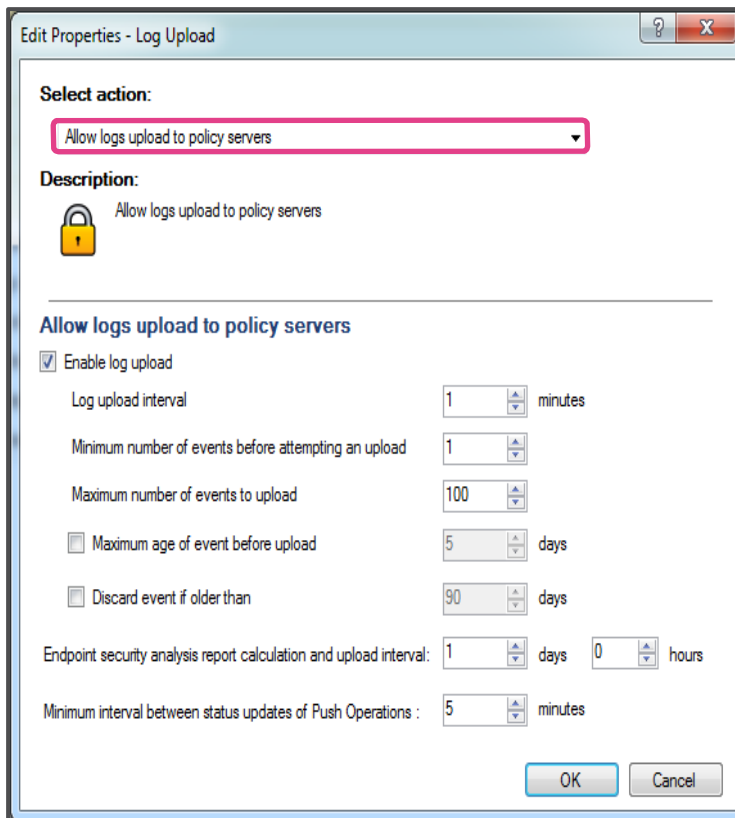 Edit Properties - Log Upload
? X
Select action:
Allow logs upload to policy servers
Description:
Allow logs upload to policy servers
Allow logs upload to policy servers
Enable log upload
Log upload interval 1 minutes
Minimum number of events before attempting an upload 1
Maximum number of events to upload 100
Maximum age of event before upload 5 days
Discard event if older than 90 days
Endpoint security analysis report calculation and upload interval: 1 days 0 hours
Minimum interval between status updates of Push Operations : 5 minutes
OK Cancel